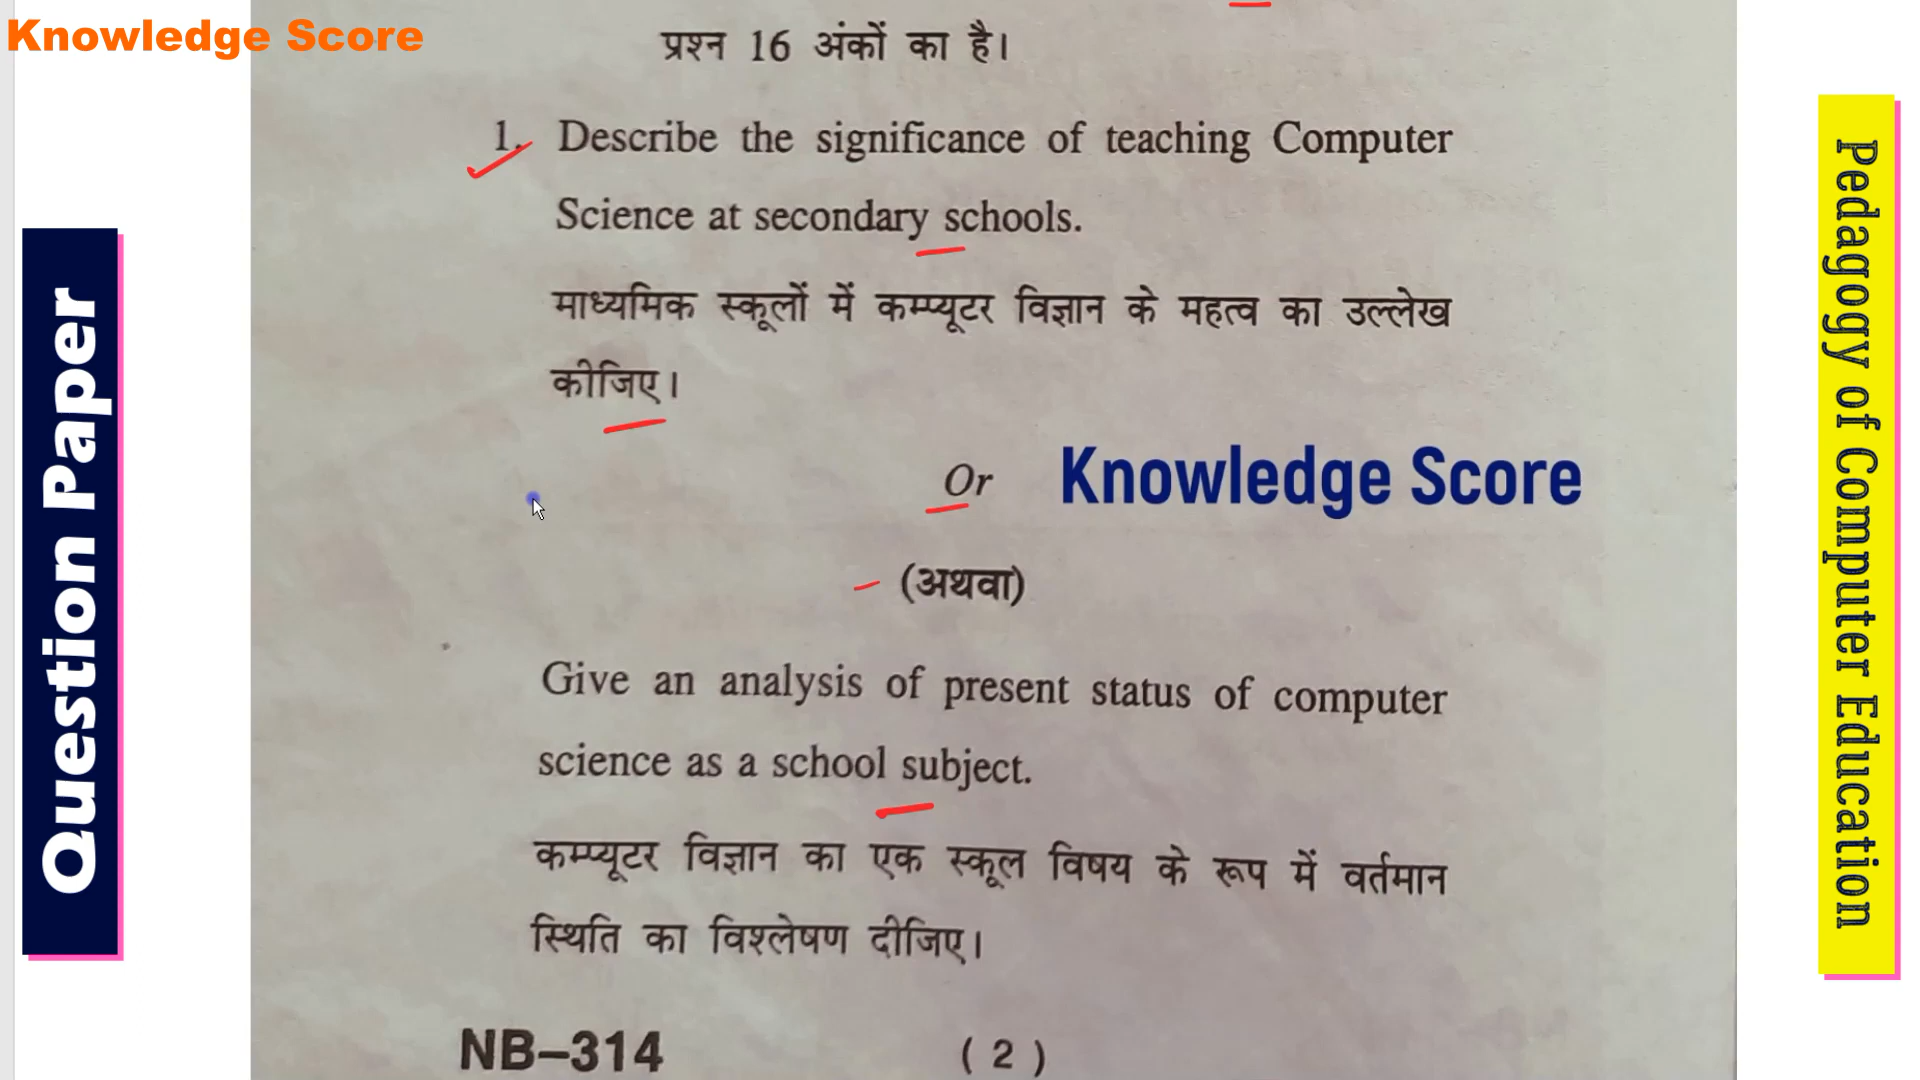 Knowledge Score
प्रश्न 16 अंकों का है।
1. Describe the significance of teaching Computer
Science at secondary schools.
माध्यमिक स्कूलों में कम्प्यूटर विज्ञान के महत्व का उल्लेख
कीजिए।
Or
Knowledge Score
(अथवा)
Give an analysis of present status of computer
science as a school subject.
कम्प्यूटर विज्ञान का एक स्कूल विषय के रूप में वर्तमान
स्थिति का विश्लेषण दीजिए।
NB–314
( 2 )
Question Paper
Pedagogy of Computer Education